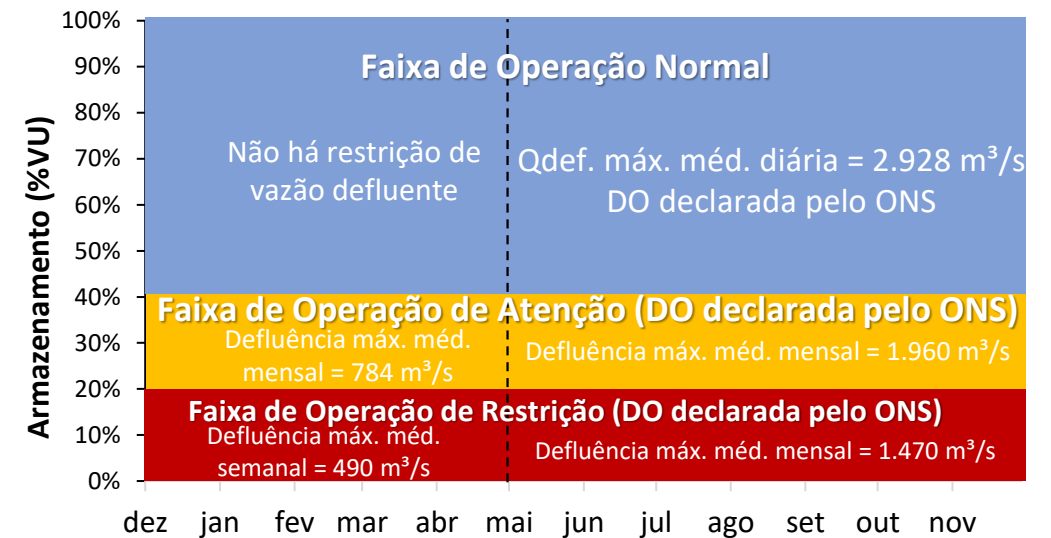 Armazenamento (%VU)
100%
90%
80%
70%
60%
50%
40%
30%
20%
10%
0%
Faixa de Operação Normal
Não há restrição de
vazão defluente
Qdef. máx. méd. diária = 2.928 m³/s
DO declarada pelo ONS
Faixa de Operação de Atenção (DO declarada pelo ONS)
Defluência máx. méd.
mensal = 784 m³/s
Defluência máx. méd. mensal = 1.960 m³/s
Faixa de Operação de Restrição (DO declarada pelo ONS)
Defluência máx. méd.
semanal = 490 m³/s
Defluência máx. méd. mensal = 1.470 m³/s
dez jan fev mar abr mai jun jul ago set out nov